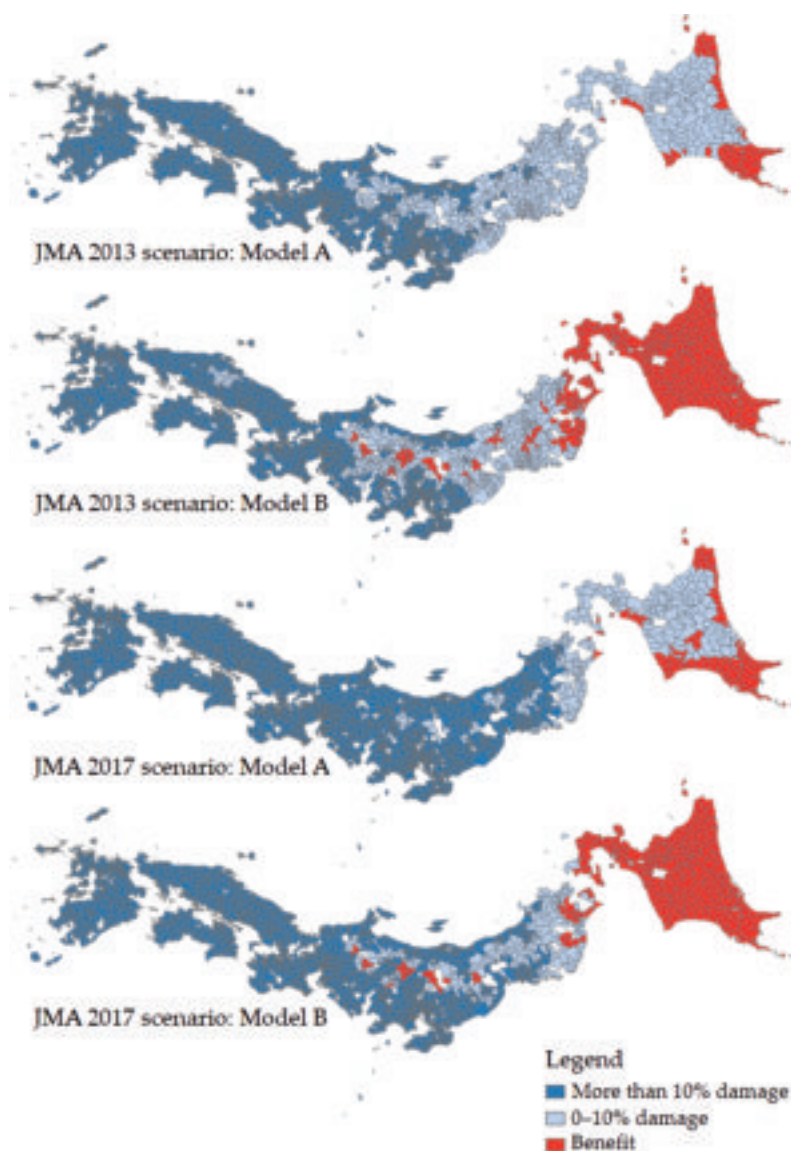 JMA 2013 scenario: Model A
JMA 2013 scenario: Model B
JMA 2017 scenario: Model A
JMA 2017 scenario: Model B
Legend
More than 10% damage
0–10% damage
Benefit